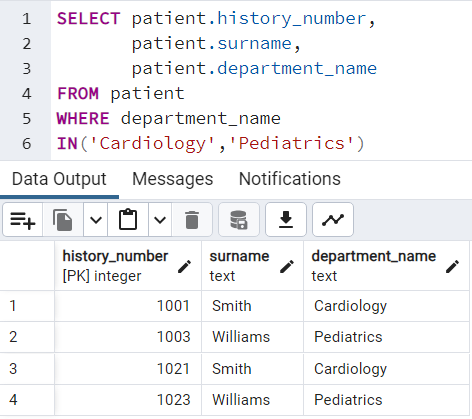 1 SELECT patient.history_number,
2 patient.surname,
3 patient.department_name
4 FROM patient
5 WHERE department_name
6 IN('Cardiology','Pediatrics')
Data Output Messages Notifications
history_number surname department_name
[PK] integer text text
1 1001 Smith Cardiology
2 1003 Williams Pediatrics
3 1021 Smith Cardiology
4 1023 Williams Pediatrics